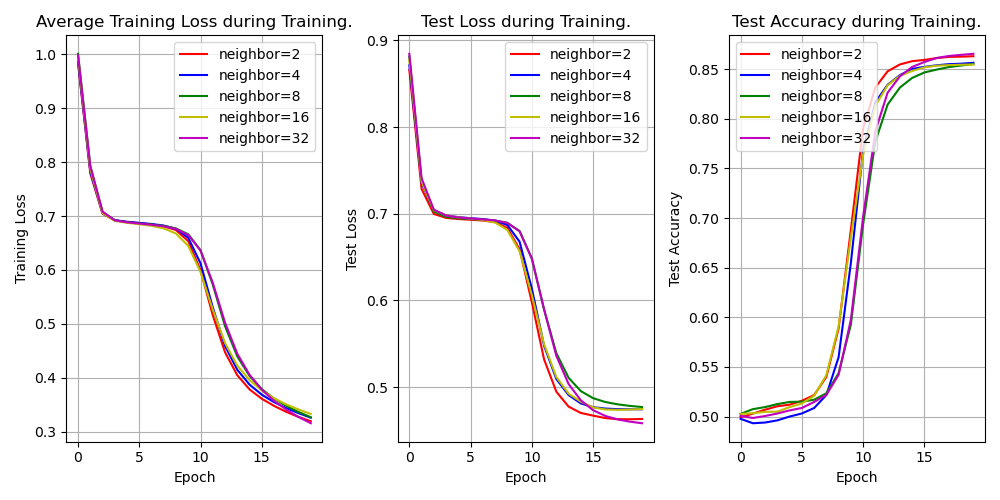 Average Training Loss during Training.
Training Loss
1.0
0.9
0.8
0.7
0.6
0.5
0.4
0.3
neighbor=2
neighbor=4
neighbor=8
neighbor=16
neighbor=32
0 5 10 15
Epoch
Test Loss during Training.
Test Loss
0.9
0.8
0.7
0.6
0.5
neighbor=2
neighbor=4
neighbor=8
neighbor=16
neighbor=32
0 5 10 15
Epoch
Test Accuracy during Training.
Test Accuracy
0.85
0.80
0.75
0.70
0.65
0.60
0.55
0.50
neighbor=2
neighbor=4
neighbor=8
neighbor=16
neighbor=32
0 5 10 15
Epoch